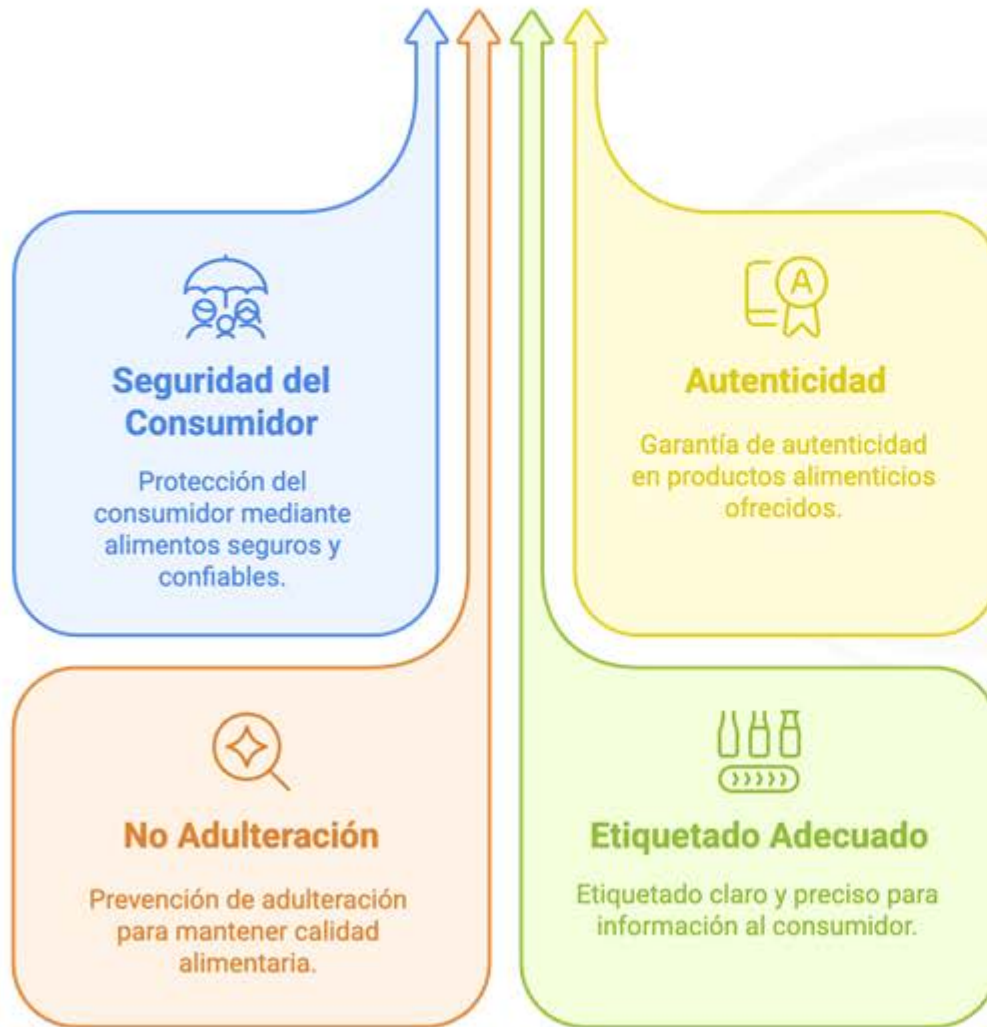 Seguridad del
Consumidor
Protección del
consumidor mediante
alimentos seguros y
confiables.
A
Autenticidad
Garantía de autenticidad
en productos alimenticios
ofrecidos.
No Adulteración
Prevención de adulteración
para mantener calidad
alimentaria.
Etiquetado Adecuado
Etiquetado claro y preciso para
información al consumidor.